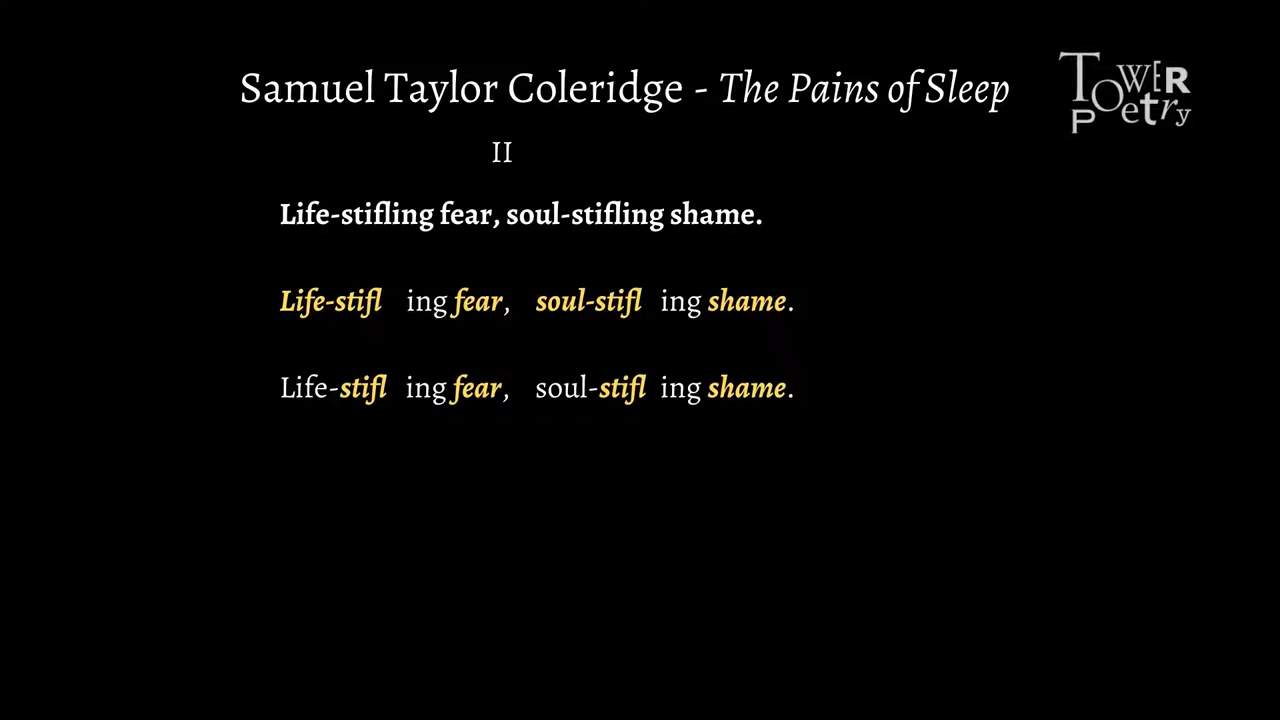 Samuel Taylor Coleridge - The Pains of Sleep
TOWER
POetry
II
Life-stifling fear, soul-stifling shame.
Life-stifl ing fear, soul-stifl ing shame.
Life-stifl ing fear, soul-stifl ing shame.